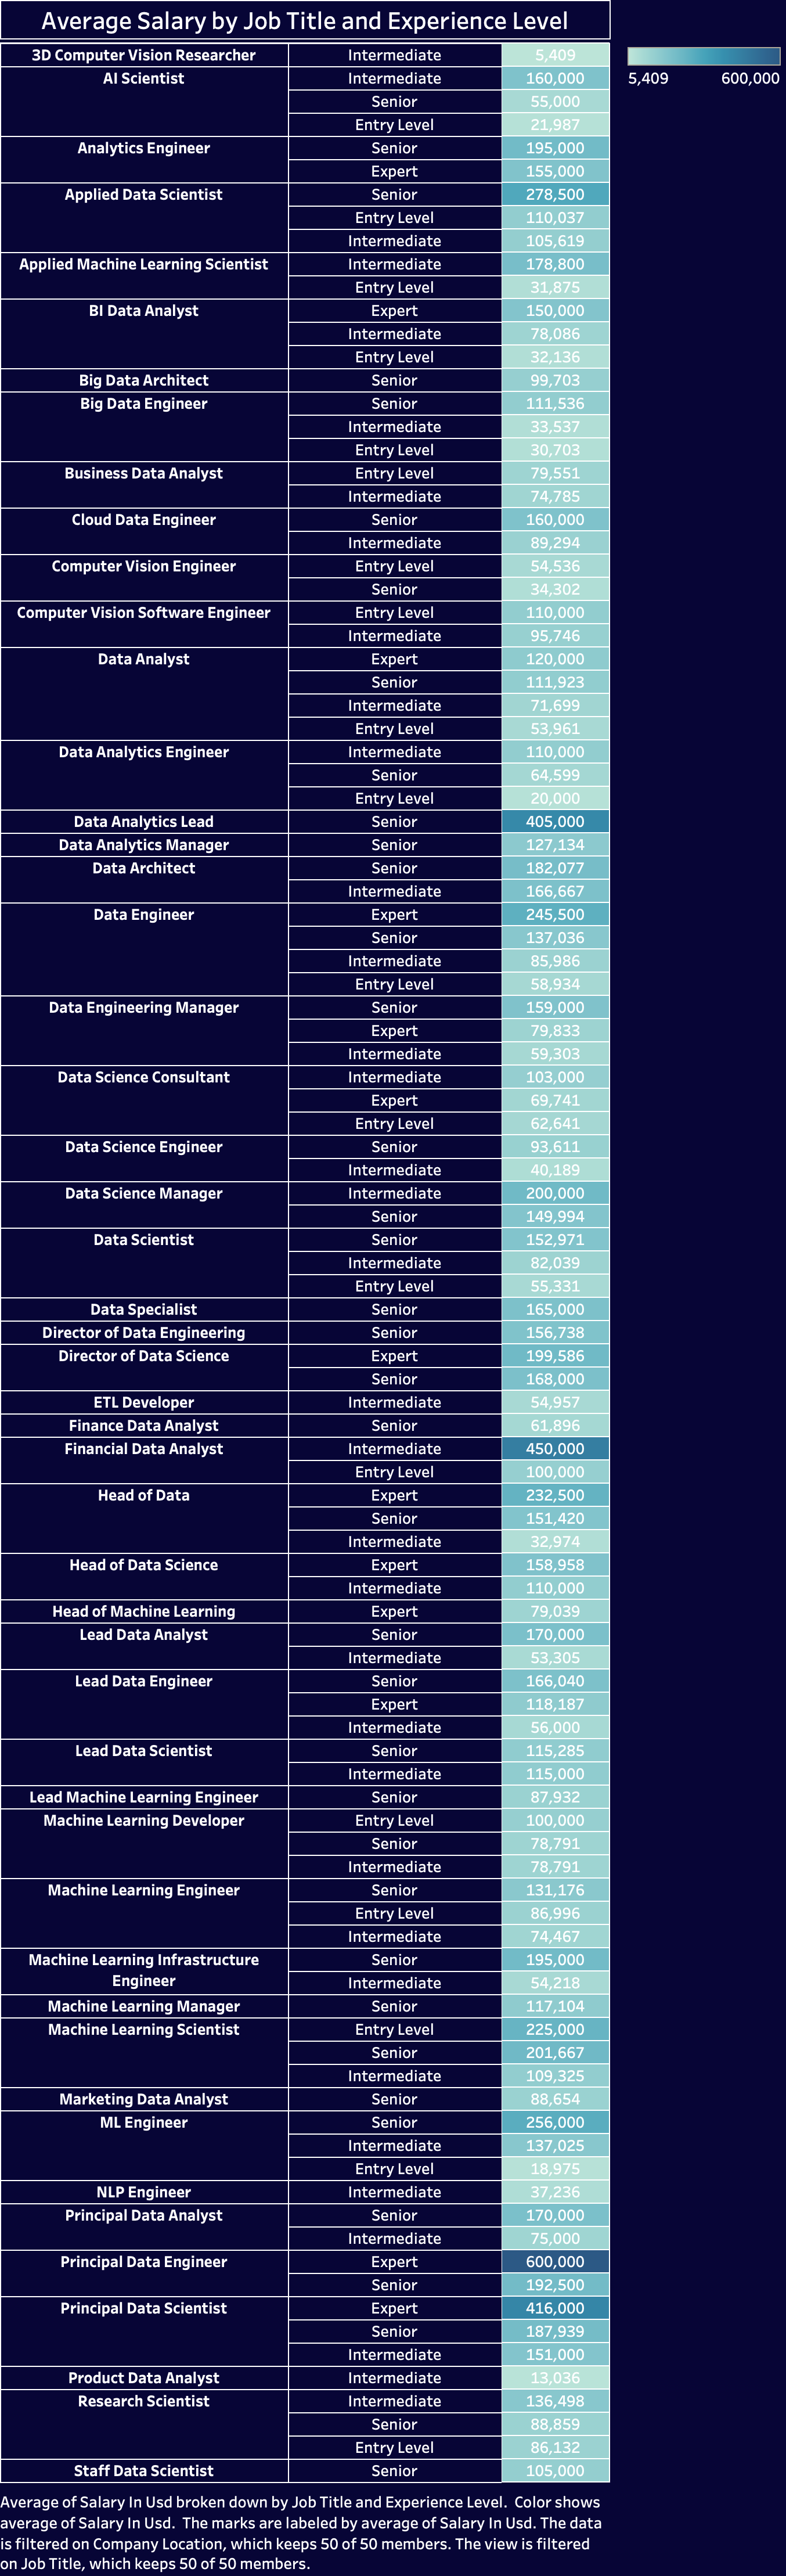 Average Salary by Job Title and Experience Level
3D Computer Vision Researcher Intermediate 5,409
5,409 600,000
AI Scientist Intermediate 160,000
Senior 55,000
Entry Level 21,987
Analytics Engineer Senior 195,000
Expert 155,000
Applied Data Scientist Senior 278,500
Entry Level 110,037
Intermediate 105,619
Applied Machine Learning Scientist Intermediate 178,800
Entry Level 31,875
BI Data Analyst Expert 150,000
Intermediate 78,086
Entry Level 32,136
Big Data Architect Senior 99,703
Big Data Engineer Senior 111,536
Intermediate 33,537
Entry Level 30,703
Business Data Analyst Entry Level 79,551
Intermediate 74,785
Cloud Data Engineer Senior 160,000
Intermediate 89,294
Computer Vision Engineer Entry Level 54,536
Senior 34,302
Computer Vision Software Engineer Entry Level 110,000
Intermediate 95,746
Data Analyst Expert 120,000
Senior 111,923
Intermediate 71,699
Entry Level 53,961
Data Analytics Engineer Intermediate 110,000
Senior 64,599
Entry Level 20,000
Data Analytics Lead Senior 405,000
Data Analytics Manager Senior 127,134
Data Architect Senior 182,077
Intermediate 166,667
Data Engineer Expert 245,500
Senior 137,036
Intermediate 85,986
Entry Level 58,934
Data Engineering Manager Senior 159,000
Expert 79,833
Intermediate 59,303
Data Science Consultant Intermediate 103,000
Expert 69,741
Entry Level 62,641
Data Science Engineer Senior 93,611
Intermediate 40,189
Data Science Manager Intermediate 200,000
Senior 149,994
Data Scientist Senior 152,971
Intermediate 82,039
Entry Level 55,331
Data Specialist Senior 165,000
Director of Data Engineering Senior 156,738
Director of Data Science Expert 199,586
Senior 168,000
ETL Developer Intermediate 54,957
Finance Data Analyst Senior 61,896
Financial Data Analyst Intermediate 450,000
Entry Level 100,000
Head of Data Expert 232,500
Senior 151,420
Intermediate 32,974
Head of Data Science Expert 158,958
Intermediate 110,000
Head of Machine Learning Expert 79,039
Lead Data Analyst Senior 170,000
Intermediate 53,305
Lead Data Engineer Senior 166,040
Expert 118,187
Intermediate 56,000
Lead Data Scientist Senior 115,285
Intermediate 115,000
Lead Machine Learning Engineer Senior 87,932
Machine Learning Developer Entry Level 100,000
Senior 78,791
Intermediate 78,791
Machine Learning Engineer Senior 131,176
Entry Level 86,996
Intermediate 74,467
Machine Learning Infrastructure Senior 195,000
Engineer Intermediate 54,218
Machine Learning Manager Senior 117,104
Machine Learning Scientist Entry Level 225,000
Senior 201,667
Intermediate 109,325
Marketing Data Analyst Senior 88,654
ML Engineer Senior 256,000
Intermediate 137,025
Entry Level 18,975
NLP Engineer Intermediate 37,236
Principal Data Analyst Senior 170,000
Intermediate 75,000
Principal Data Engineer Expert 600,000
Senior 192,500
Principal Data Scientist Expert 416,000
Senior 187,939
Intermediate 151,000
Product Data Analyst Intermediate 13,036
Research Scientist Intermediate 136,498
Senior 88,859
Entry Level 86,132
Staff Data Scientist Senior 105,000
Average of Salary In Usd broken down by Job Title and Experience Level. Color shows
average of Salary In Usd. The marks are labeled by average of Salary In Usd. The data
is filtered on Company Location, which keeps 50 of 50 members. The view is filtered
on Job Title, which keeps 50 of 50 members.